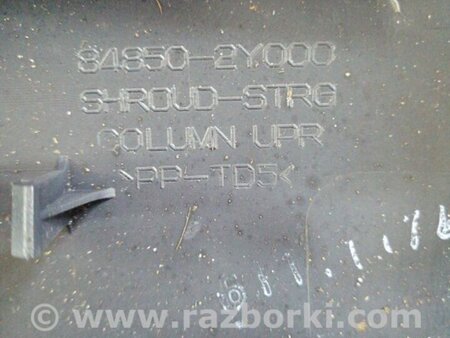 84850-2Y000
SHROUD-STRG
COLUMN UPR
>PP-TD5<
www.razborki.com